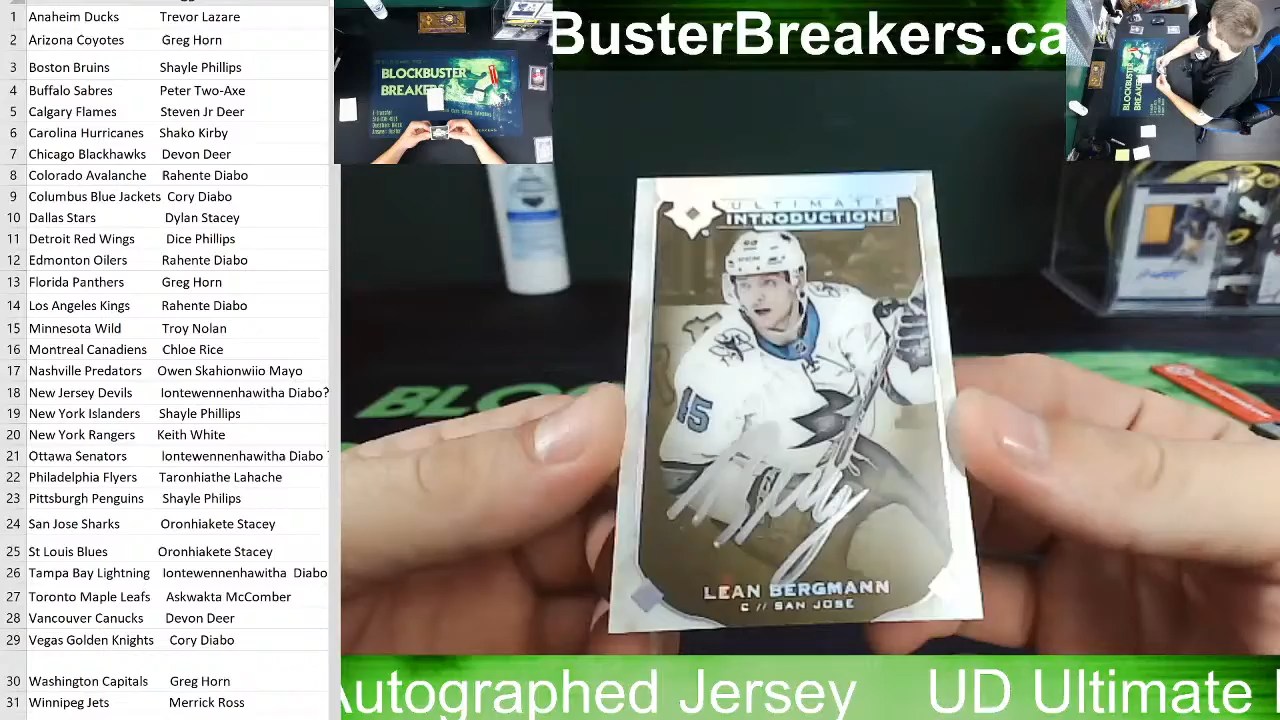 1 Anaheim Ducks Trevor Lazare
2 Arizona Coyotes Greg Horn
3 Boston Bruins Shayle Phillips
4 Buffalo Sabres Peter Two-Axe
5 Calgary Flames Steve Jr Deer
6 Carolina Hurricanes Shako Kirby
7 Chicago Blackhawks Devon Deer
8 Colorado Avalanche Rahente Diabo
9 Columbus Blue Jackets Cory Diabo
10 Dallas Stars Dylan Stacey
11 Detroit Red Wings Dice Phillips
12 Edmonton Oilers Rahente Diabo
13 Florida Panthers Greg Horn
14 Los Angeles Kings Rahente Diabo
15 Minnesota Wild Troy Nolan
16 Montreal Canadiens Chloe Rice
17 Nashville Predators Owen Skahionwiio Mayo
18 New Jersey Devils Iontewennenhawitha Diabo?
19 New York Islanders Shayle Phillips
20 New York Rangers Keith White
21 Ottawa Senators Iontewennenhawitha Diabo
22 Philadelphia Flyers Taronhiathe Lahache
23 Pittsburgh Penguins Shayle Philips
24 San Jose Sharks Oronhiakete Stacey
25 St Louis Blues Oronhiakete Stacey
26 Tampa Bay Lightning Iontewennenhawitha Diabo
27 Toronto Maple Leafs Askwakta McComber
28 Vancouver Canucks Devon Deer
29 Vegas Golden Knights Cory Diabo
30 Washington Capitals Greg Horn
31 Winnipeg Jets Merrick Ross
BusterBreakers.ca
BLOCKBUSTER
BREAKERS
ULTIMATE
INTRODUCTIONS
15
LEAN BERGMANN
C // SAN JOSE
BLOC
Autographed Jersey UD Ultimate